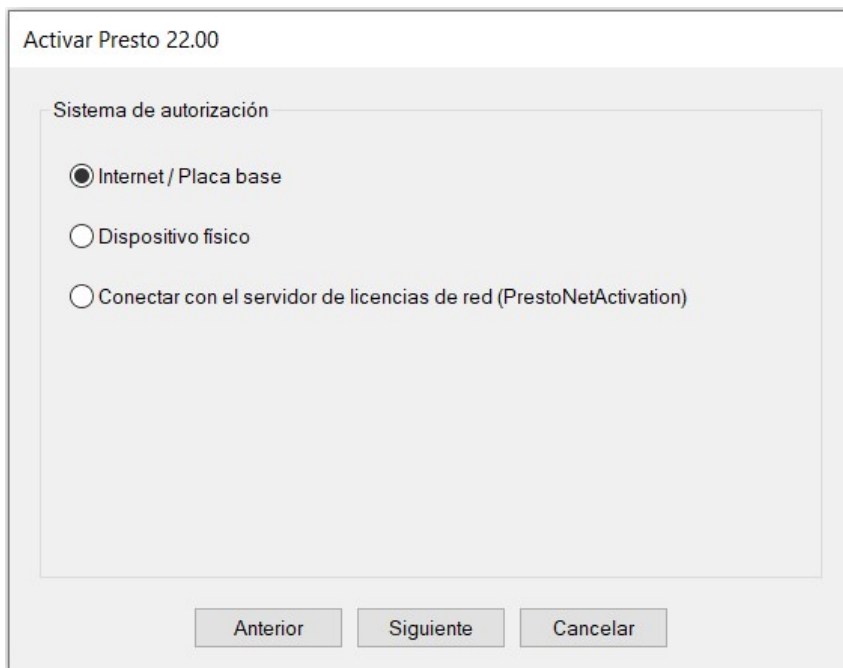 Activar Presto 22.00
Sistema de autorización
Internet / Placa base
Dispositivo físico
Conectar con el servidor de licencias de red (PrestoNetActivation)
Anterior
Siguiente
Cancelar